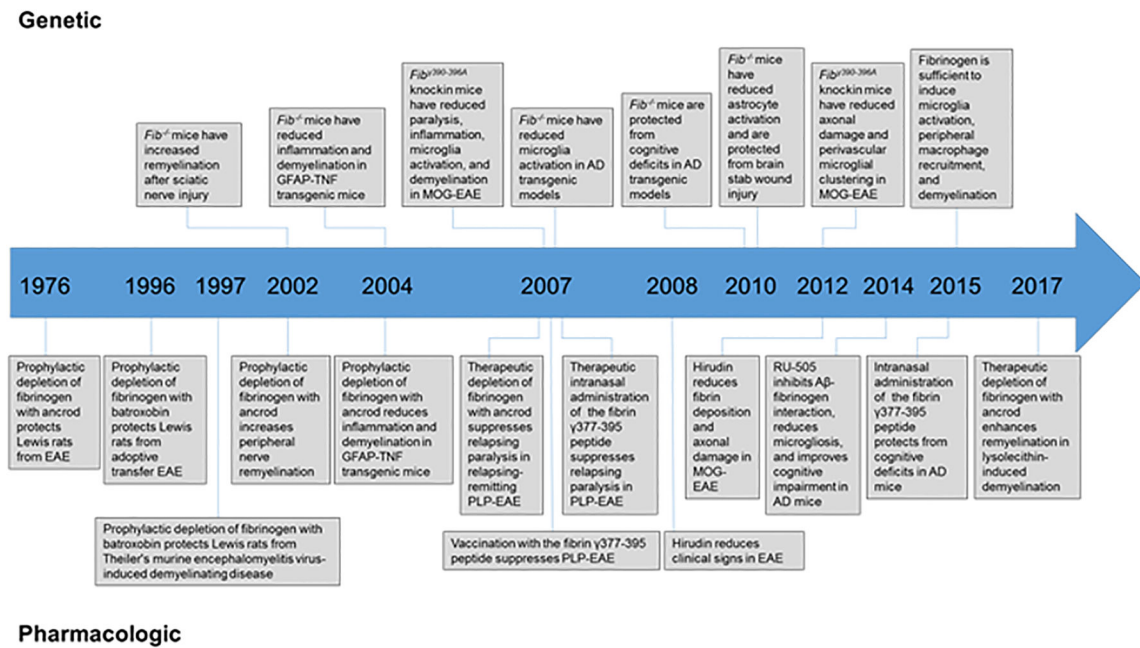 Genetic
Fib-/- mice have
increased
remyelination
after sciatic
nerve injury
Fib-/- mice have
reduced
inflammation and
demyelination in
GFAP-TNF
transgenic mice
Fibγ390-396A
knockin mice
have reduced
paralysis,
inflammation,
microglia
activation, and
demyelination
in MOG-EAE
Fib-/- mice have
reduced
microglia
activation in AD
transgenic
models
Fib-/- mice are
protected
from
cognitive
deficits in AD
transgenic
models
Fib-/- mice
have
reduced
astrocyte
activation
and are
protected
from brain
stab wound
injury
Fibγ390-396A
knockin mice
have reduced
axonal
damage and
perivascular
microglial
clustering in
MOG-EAE
Fibrinogen is
sufficient to
induce
microglia
activation,
peripheral
macrophage
recruitment,
and
demyelination
1976 1996 1997 2002 2004 2007 2008 2010 2012 2014 2015 2017
Prophylactic
depletion of
fibrinogen
with ancrod
protects
Lewis rats
from EAE
Prophylactic
depletion of
fibrinogen with
batroxobin
protects Lewis
rats from
adoptive
transfer EAE
Prophylactic
depletion of
fibrinogen with
ancrod
increases
peripheral
nerve
remyelination
Prophylactic
depletion of
fibrinogen with
ancrod reduces
inflammation and
demyelination in
GFAP-TNF
transgenic mice
Therapeutic
depletion of
fibrinogen
with ancrod
suppresses
relapsing
paralysis in
relapsing-
remitting
PLP-EAE
Therapeutic
intranasal
administration
of the fibrin
γ377-395
peptide
suppresses
relapsing
paralysis in
PLP-EAE
Hirudin
reduces
fibrin
deposition
and
axonal
damage in
MOG-
EAE
RU-505
inhibits Aβ-
fibrinogen
interaction,
reduces
microgliosis,
and improves
cognitive
impairment in
AD mice
Intranasal
administration
of the fibrin
γ377-395
peptide
protects from
cognitive
deficits in AD
mice
Therapeutic
depletion of
fibrinogen with
ancrod
enhances
remyelination in
lysolecithin-
induced
demyelination
Prophylactic depletion of fibrinogen with
batroxobin protects Lewis rats from
Theiler's murine encephalomyelitis virus-
induced demyelinating disease
Vaccination with the fibrin γ377-395
peptide suppresses PLP-EAE
Hirudin reduces
clinical signs in EAE
Pharmacologic